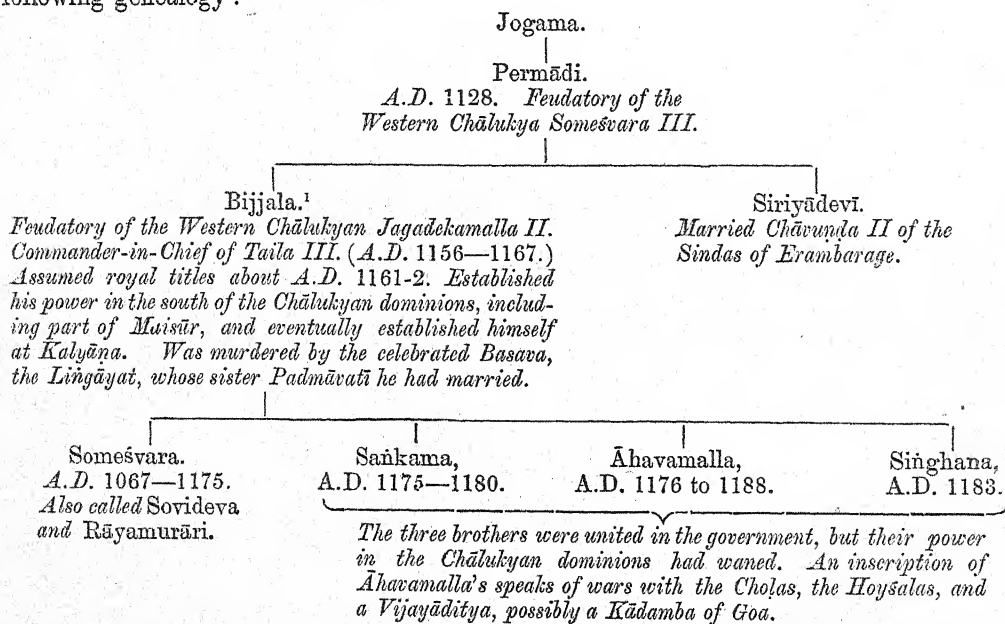 following genealogy :
Jogama.
Permādi.
A.D. 1128. Feudatory of the
Western Chālukya Someśvara III.
Bijjala.¹
Feudatory of the Western Chālukyan Jagadekamalla II.
Commander-in-Chief of Taila III. (A.D. 1156—1167.)
Assumed royal titles about A.D. 1161-2. Established
his power in the south of the Chālukyan dominions, includ-
ing part of Maisūr, and eventually established himself
at Kalyāṇa. Was murdered by the celebrated Basava,
the Liṅgāyat, whose sister Padmāvatī he had married.
Siriyādevī.
Married Chāvuṇḍa II of the
Sindas of Erambarage.
Someśvara.
A.D. 1067—1175.
Also called Sovideva
and Rāyamurāri.
Saṅkama,
A.D. 1175—1180.
Āhavamalla,
A.D. 1176 to 1188.
Siṅghana,
A.D. 1183.
The three brothers were united in the government, but their power
in the Chālukyan dominions had waned. An inscription of
Āhavamalla's speaks of wars with the Choḷas, the Hoyśalas, and
a Vijayāditya, possibly a Kādamba of Goa.